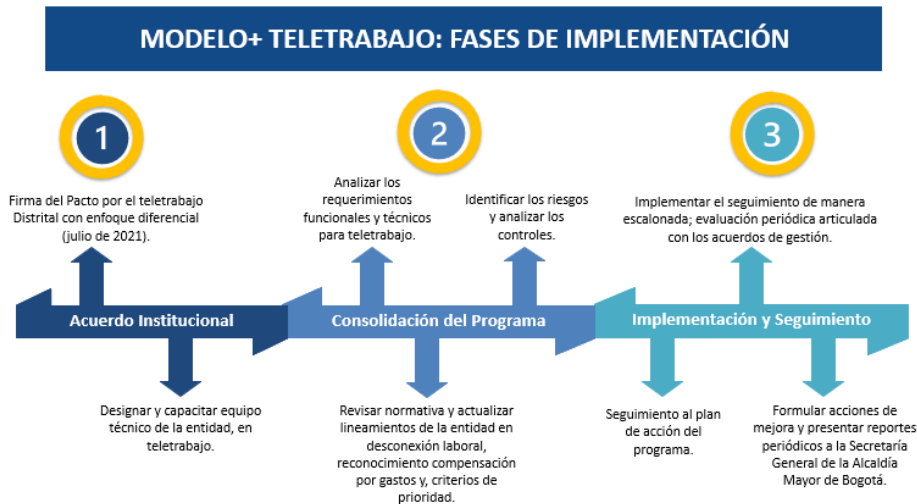 MODELO+ TELETRABAJO: FASES DE IMPLEMENTACIÓN
1
2
3
Firma del Pacto por el teletrabajo
Distrital con enfoque diferencial
(julio de 2021).
Analizar los
requerimientos
funcionales y técnicos
para teletrabajo.
Identificar los riesgos
y analizar los
controles.
Implementar el seguimiento de manera
escalonada; evaluación periódica articulada
con los acuerdos de gestión.
Acuerdo Institucional
Consolidación del Programa
Implementación y Seguimiento
Designar y capacitar equipo
técnico de la entidad, en
teletrabajo.
Revisar normativa y actualizar
lineamientos de la entidad en
desconexión laboral,
reconocimiento compensación
por gastos y, criterios de
prioridad.
Seguimiento al plan
de acción del
programa.
Formular acciones de
mejora y presentar reportes
periódicos a la Secretaría
General de la Alcaldía
Mayor de Bogotá.